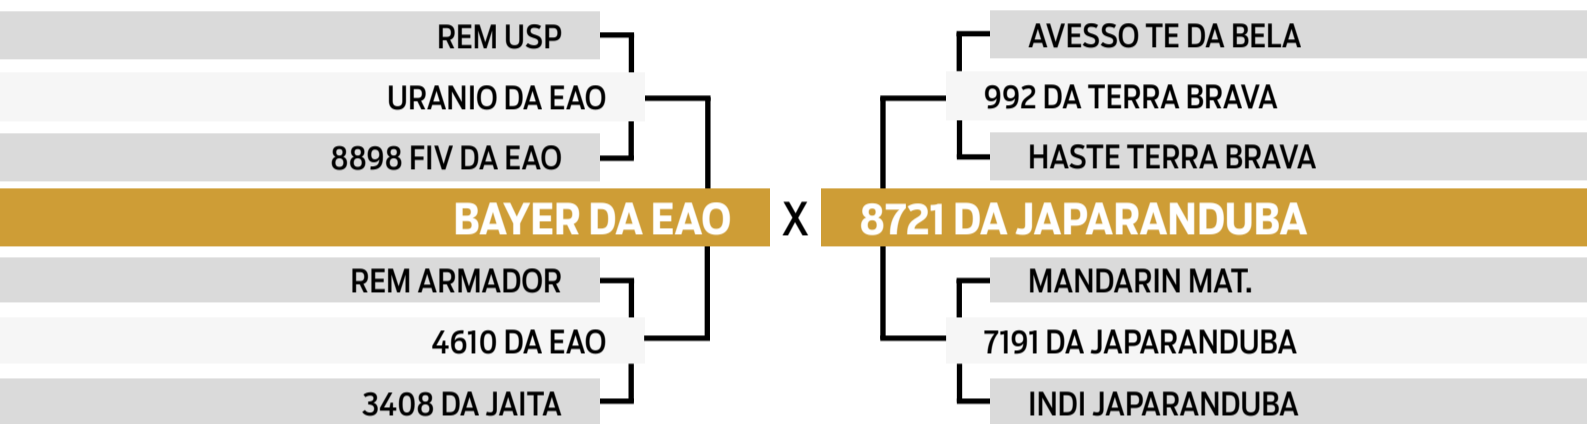 REM USP
URANIO DA EAO
8898 FIV DA EAO
BAYER DA EAO
REM ARMADOR
4610 DA EAO
3408 DA JAITA
X
AVESSO TE DA BELA
992 DA TERRA BRAVA
HASTE TERRA BRAVA
8721 DA JAPARANDUBA
MANDARIN MAT.
7191 DA JAPARANDUBA
INDI JAPARANDUBA